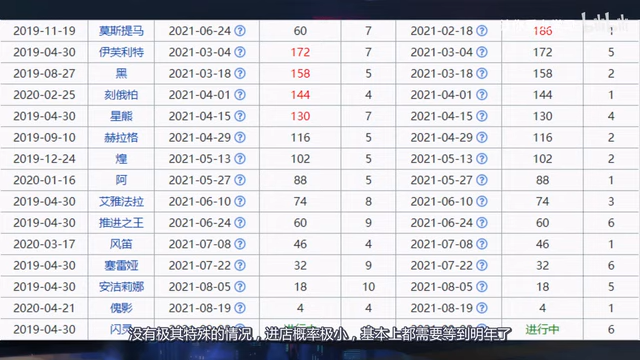 2019-11-19 莫斯提马 2021-06-24 ? 60 7 2021-02-18 ? 186
2019-04-30 伊芙利特 2021-03-04 ? 172 7 2021-03-04 ? 172 5
2019-08-27 黑 2021-03-18 ? 158 5 2021-03-18 ? 158 2
2020-02-25 刻俄柏 2021-04-01 ? 144 4 2021-04-01 ? 144 1
2019-04-30 星熊 2021-04-15 ? 130 7 2021-04-15 ? 130 4
2019-09-10 赫拉格 2021-04-29 ? 116 5 2021-04-29 ? 116 2
2019-12-24 煌 2021-05-13 ? 102 5 2021-05-13 ? 102 2
2020-01-16 阿 2021-05-27 ? 88 5 2021-05-27 ? 88 1
2019-04-30 艾雅法拉 2021-06-10 ? 74 8 2021-06-10 ? 74 3
2019-04-30 推进之王 2021-06-24 ? 60 9 2021-06-24 ? 60 6
2020-03-17 风笛 2021-07-08 ? 46 4 2021-07-08 ? 46 1
2019-04-30 塞雷娅 2021-07-22 ? 32 9 2021-07-22 ? 32 6
2019-04-30 安洁莉娜 2021-08-05 ? 18 10 2021-08-05 ? 18 5
2020-04-21 傀影 2021-08-19 ? 4 4 2021-08-19 ? 4 1
2019-04-30 闪灵 进行中 6
没有极其特殊的情况，进店概率极小，基本上都需要等到明年了